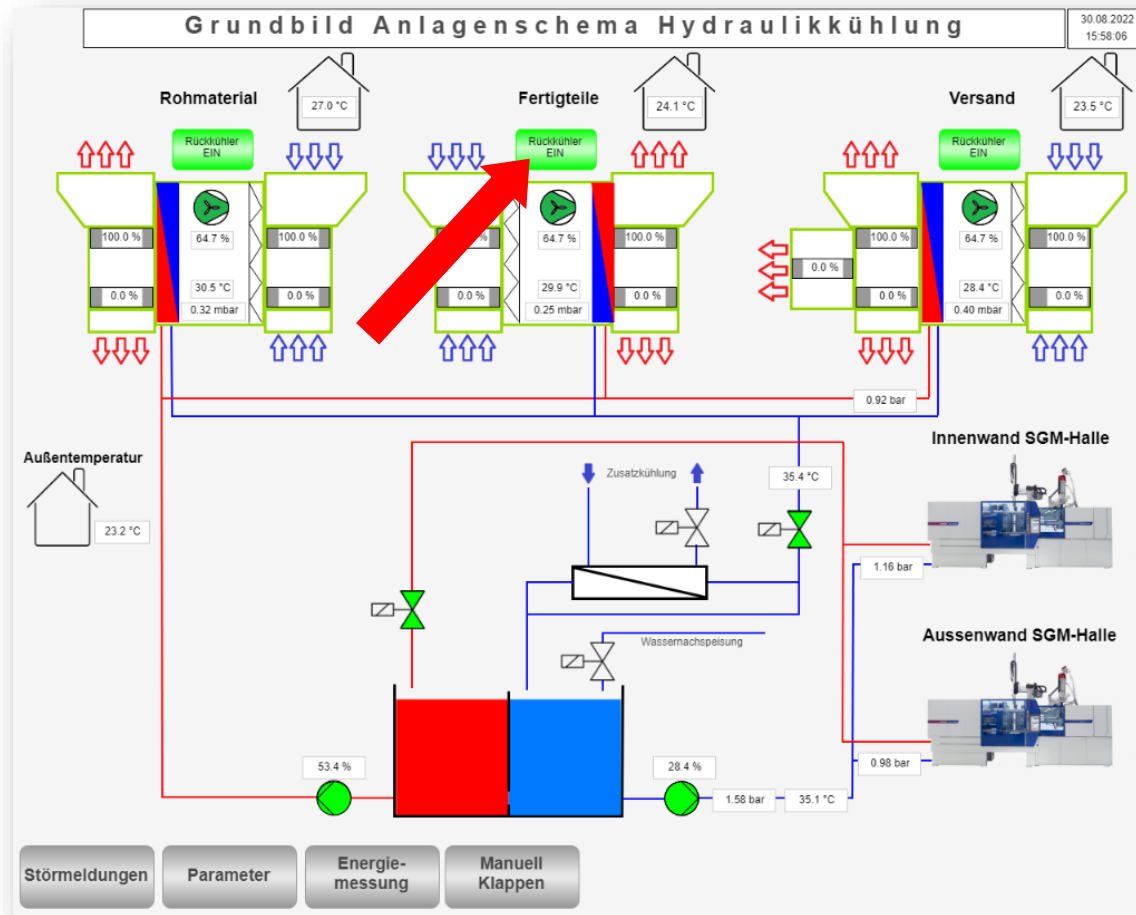 Grundbild Anlagenschema Hydraulikkühlung
30.08.2022
15:58:06
Rohmaterial
27.0 °C
Fertigteile
24.1 °C
Versand
23.5 °C
Rückkühler
EIN
Rückkühler
EIN
Rückkühler
EIN
64.7 %
100.0 %
100.0 %
30.5 °C
0.0 %
0.0 %
0.32 mbar
64.7 %
%
100.0 %
29.9 °C
0.0 %
0.0 %
0.25 mbar
64.7 %
100.0 %
100.0 %
0.0 %
28.4 °C
0.0 %
0.0 %
0.40 mbar
0.92 bar
Außentemperatur
23.2 °C
Zusatzkühlung
35.4 °C
Innenwand SGM-Halle
1.16 bar
Wassernachspeisung
Aussenwand SGM-Halle
0.98 bar
53.4 %
28.4 %
1.58 bar
35.1 °C
Störmeldungen
Parameter
Energie-
messung
Manuell
Klappen